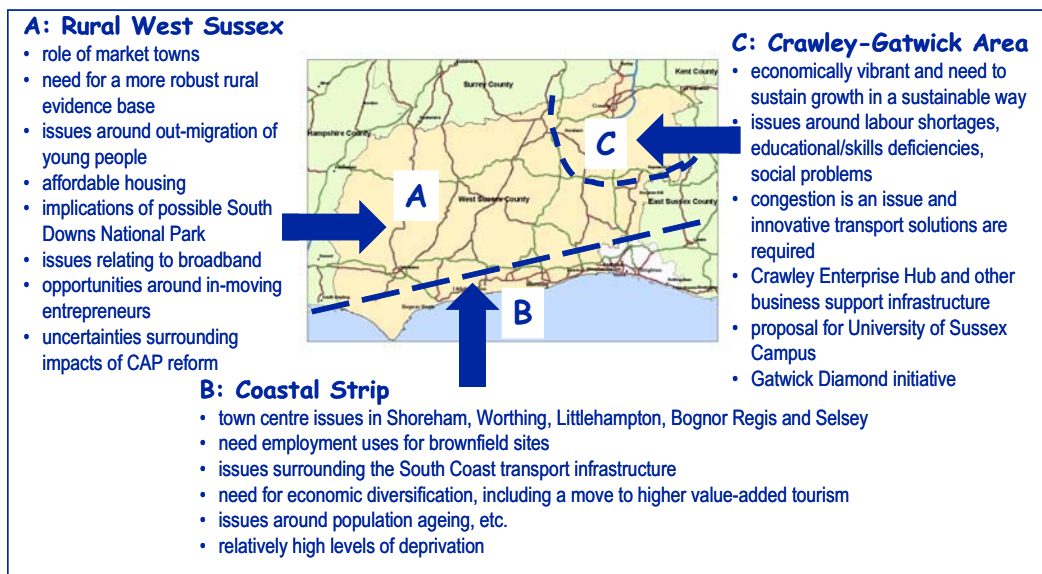 A: Rural West Sussex
• role of market towns
• need for a more robust rural
evidence base
• issues around out-migration of
young people
• affordable housing
• implications of possible South
Downs National Park
• issues relating to broadband
• opportunities around in-moving
entrepreneurs
• uncertainties surrounding
impacts of CAP reform
Surrey County
Kent County
Hampshire County
West Sussex County
East Sussex County
Crawley
Bognor Regis
A
B
C
C: Crawley-Gatwick Area
• economically vibrant and need to
sustain growth in a sustainable way
• issues around labour shortages,
educational/skills deficiencies,
social problems
• congestion is an issue and
innovative transport solutions are
required
• Crawley Enterprise Hub and other
business support infrastructure
• proposal for University of Sussex
Campus
• Gatwick Diamond initiative
B: Coastal Strip
• town centre issues in Shoreham, Worthing, Littlehampton, Bognor Regis and Selsey
• need employment uses for brownfield sites
• issues surrounding the South Coast transport infrastructure
• need for economic diversification, including a move to higher value-added tourism
• issues around population ageing, etc.
• relatively high levels of deprivation